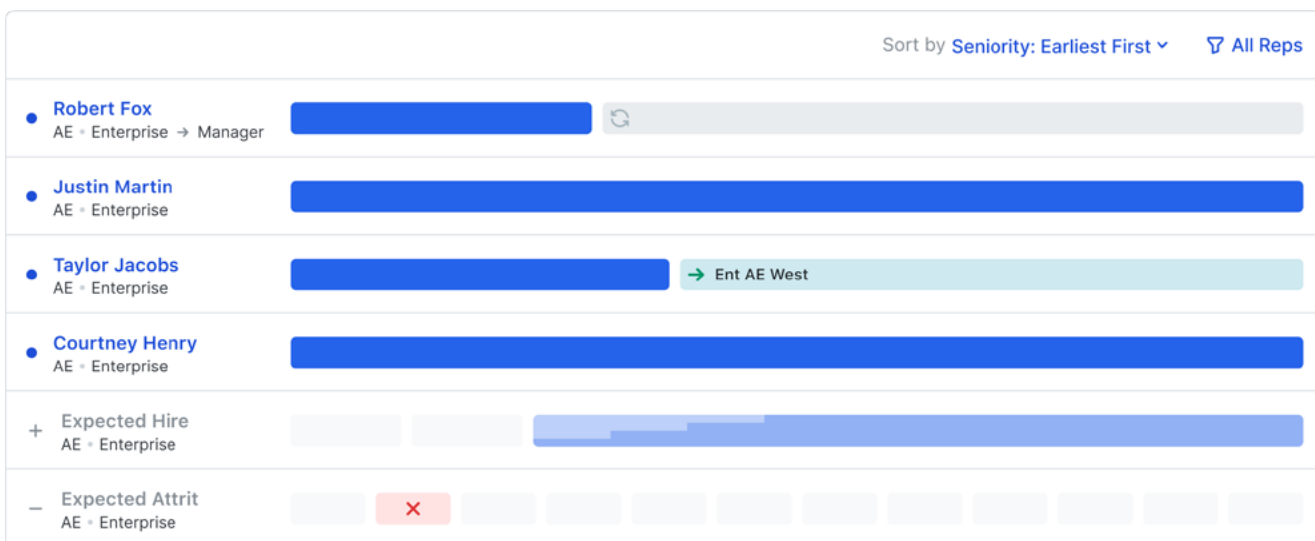 Sort by Seniority: Earliest First All Reps
Robert Fox
AE • Enterprise → Manager
Justin Martin
AE • Enterprise
Taylor Jacobs
AE • Enterprise
→ Ent AE West
Courtney Henry
AE • Enterprise
+ Expected Hire
AE • Enterprise
− Expected Attrit
AE • Enterprise